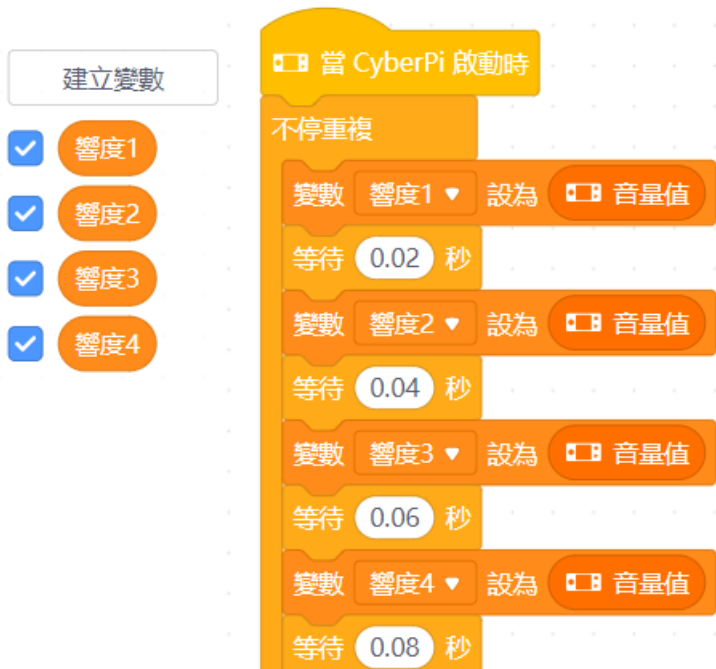 建立變數
響度1
響度2
響度3
響度4
當 CyberPi 啟動時
不停重複
變數 響度1 設為 音量值
等待 0.02 秒
變數 響度2 設為 音量值
等待 0.04 秒
變數 響度3 設為 音量值
等待 0.06 秒
變數 響度4 設為 音量值
等待 0.08 秒